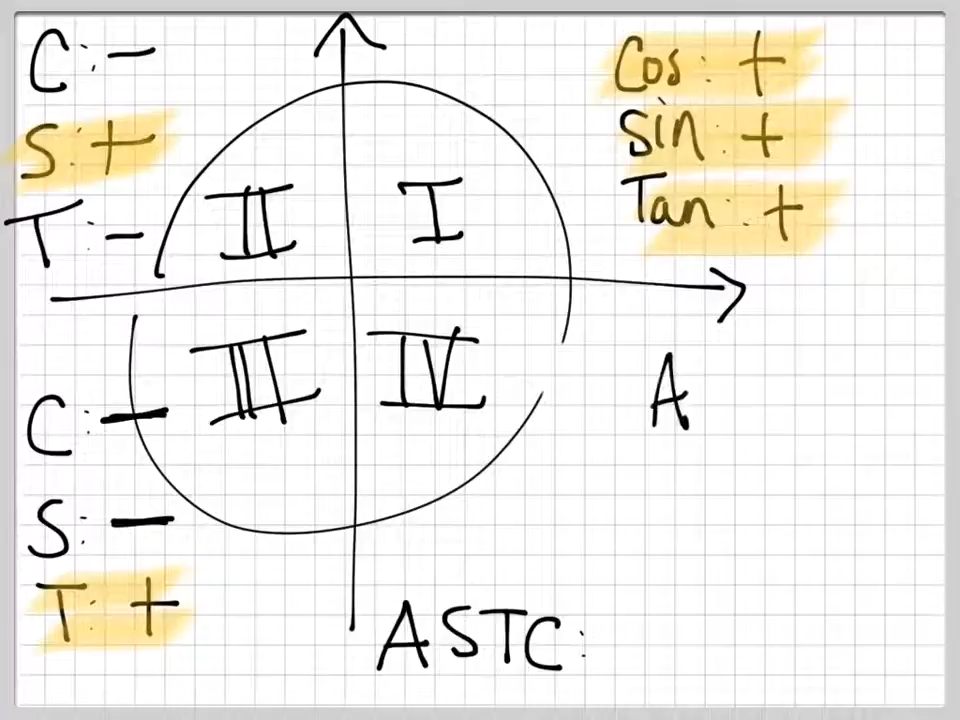 C: -
S: +
T: -
Cos: +
Sin: +
Tan: +
II
I
III
IV
C: -
S: -
T: +
A
ASTC: